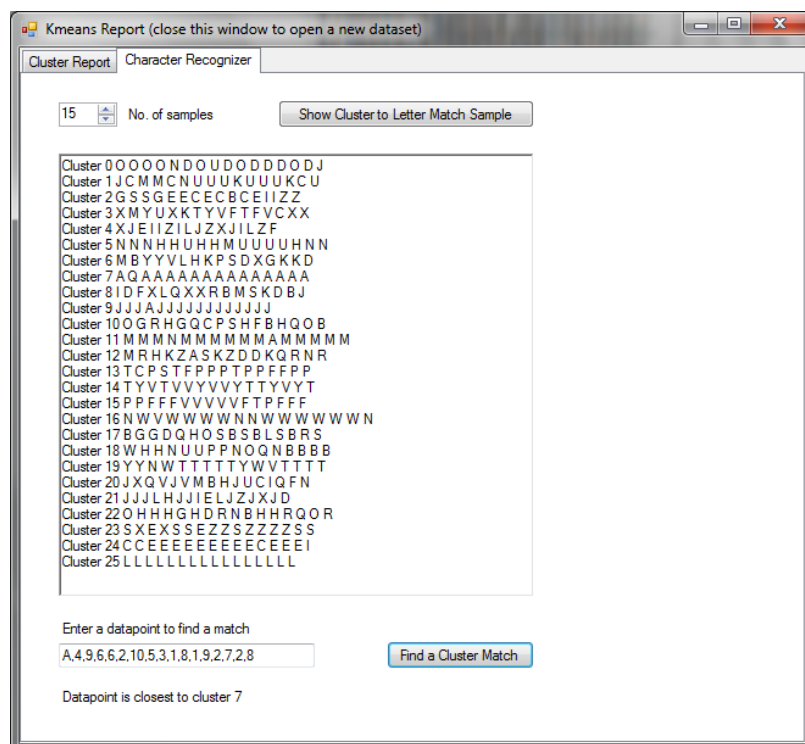 Kmeans Report (close this window to open a new dataset)
Cluster Report Character Recognizer
15 No. of samples Show Cluster to Letter Match Sample
Cluster 0 O O O O N D O U D O D D D O D J
Cluster 1 J C M M C N U U U K U U U K C U
Cluster 2 G S S G E E C E C B C E I I Z Z
Cluster 3 X M Y U X K T Y V F T F V C X X
Cluster 4 X J E I I Z I L J Z X J I L Z F
Cluster 5 N N N H H U H H M U U U U H N N
Cluster 6 M B Y Y V L H K P S D X G K K D
Cluster 7 A Q A A A A A A A A A A A A A A
Cluster 8 I D F X L Q X X R B M S K D B J
Cluster 9 J J J A J J J J J J J J J J J J
Cluster 10 O G R H G Q C P S H F B H Q O B
Cluster 11 M M M N M M M M M M A M M M M M
Cluster 12 M R H K Z A S K Z D D K Q R N R
Cluster 13 T C P S T F P P P T P P F F P P
Cluster 14 T Y V T V V Y V V Y T T Y V Y T
Cluster 15 P P F F F V V V V V F T P F F F
Cluster 16 N W V W W W W N N W W W W W W N
Cluster 17 B G G D Q H O S B S B L S B R S
Cluster 18 W H H N U U P P N O Q N B B B B
Cluster 19 Y Y N W T T T T T Y W V T T T T
Cluster 20 J X Q V J V M B H J U C I Q F N
Cluster 21 J J J L H J J I E L J Z J X J D
Cluster 22 O H H H G H D R N B H H R Q O R
Cluster 23 S X E X S S E Z Z S Z Z Z Z S S
Cluster 24 C C E E E E E E E E E C E E E I
Cluster 25 L L L L L L L L L L L L L L L L
Enter a datapoint to find a match
A,4,9,6,6,2,10,5,3,1,8,1,9,2,7,2,8 Find a Cluster Match
Datapoint is closest to cluster 7